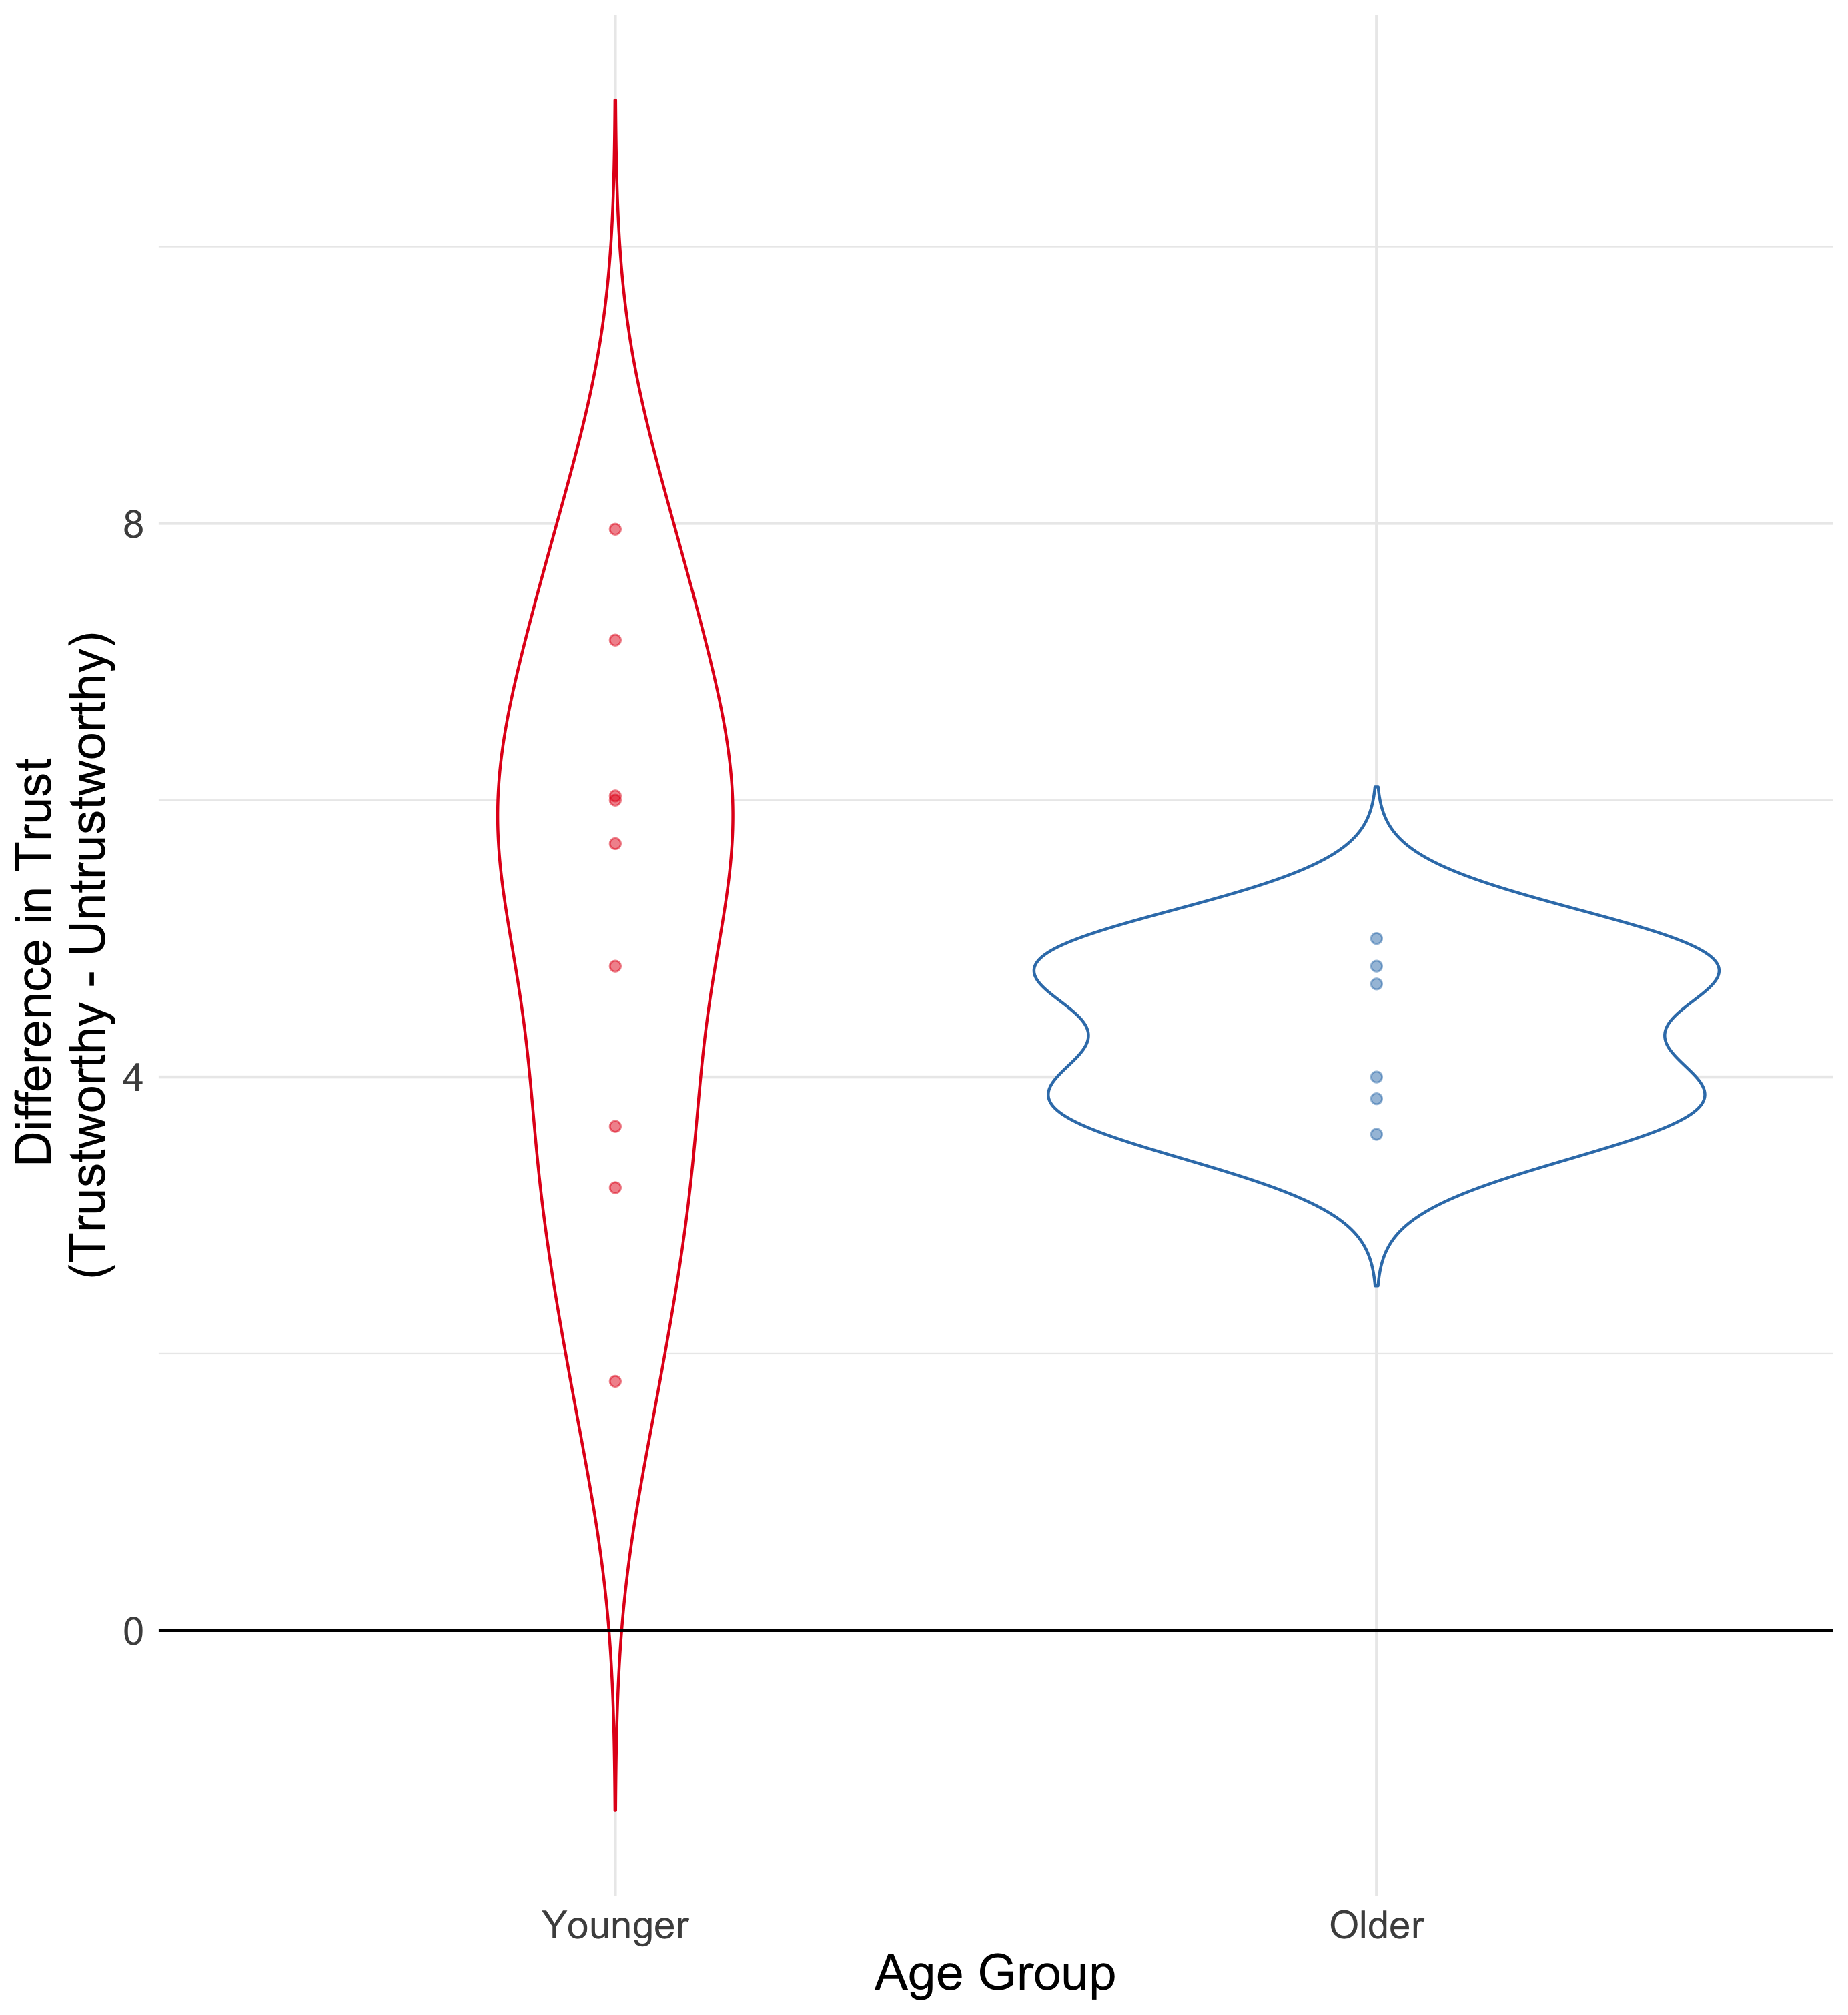 Difference in Trust
(Trustworthy - Untrustworthy)
8
4
0
Younger
Older
Age Group